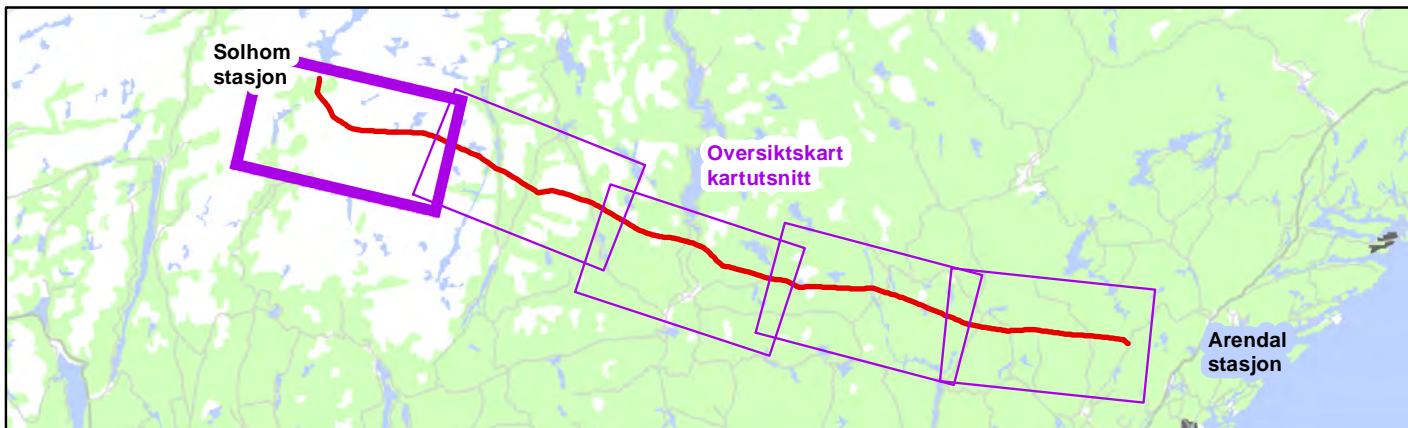 Solhom
stasjon
Oversiktskart
kartutsnitt
Arendal
stasjon